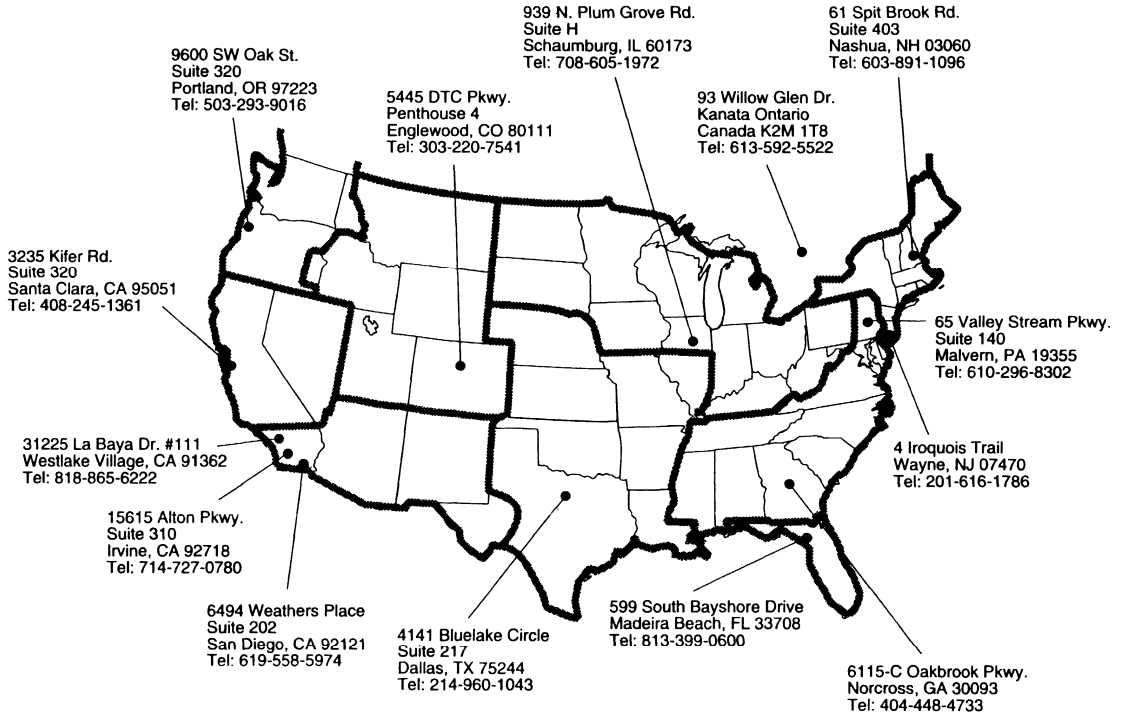 939 N. Plum Grove Rd.
Suite H
Schaumburg, IL 60173
Tel: 708-605-1972
61 Spit Brook Rd.
Suite 403
Nashua, NH 03060
Tel: 603-891-1096
9600 SW Oak St.
Suite 320
Portland, OR 97223
Tel: 503-293-9016
5445 DTC Pkwy.
Penthouse 4
Englewood, CO 80111
Tel: 303-220-7541
93 Willow Glen Dr.
Kanata Ontario
Canada K2M 1T8
Tel: 613-592-5522
3235 Kifer Rd.
Suite 320
Santa Clara, CA 95051
Tel: 408-245-1361
65 Valley Stream Pkwy.
Suite 140
Malvern, PA 19355
Tel: 610-296-8302
31225 La Baya Dr. #111
Westlake Village, CA 91362
Tel: 818-865-6222
4 Iroquois Trail
Wayne, NJ 07470
Tel: 201-616-1786
15615 Alton Pkwy.
Suite 310
Irvine, CA 92718
Tel: 714-727-0780
6494 Weathers Place
Suite 202
San Diego, CA 92121
Tel: 619-558-5974
4141 Bluelake Circle
Suite 217
Dallas, TX 75244
Tel: 214-960-1043
599 South Bayshore Drive
Madeira Beach, FL 33708
Tel: 813-399-0600
6115-C Oakbrook Pkwy.
Norcross, GA 30093
Tel: 404-448-4733